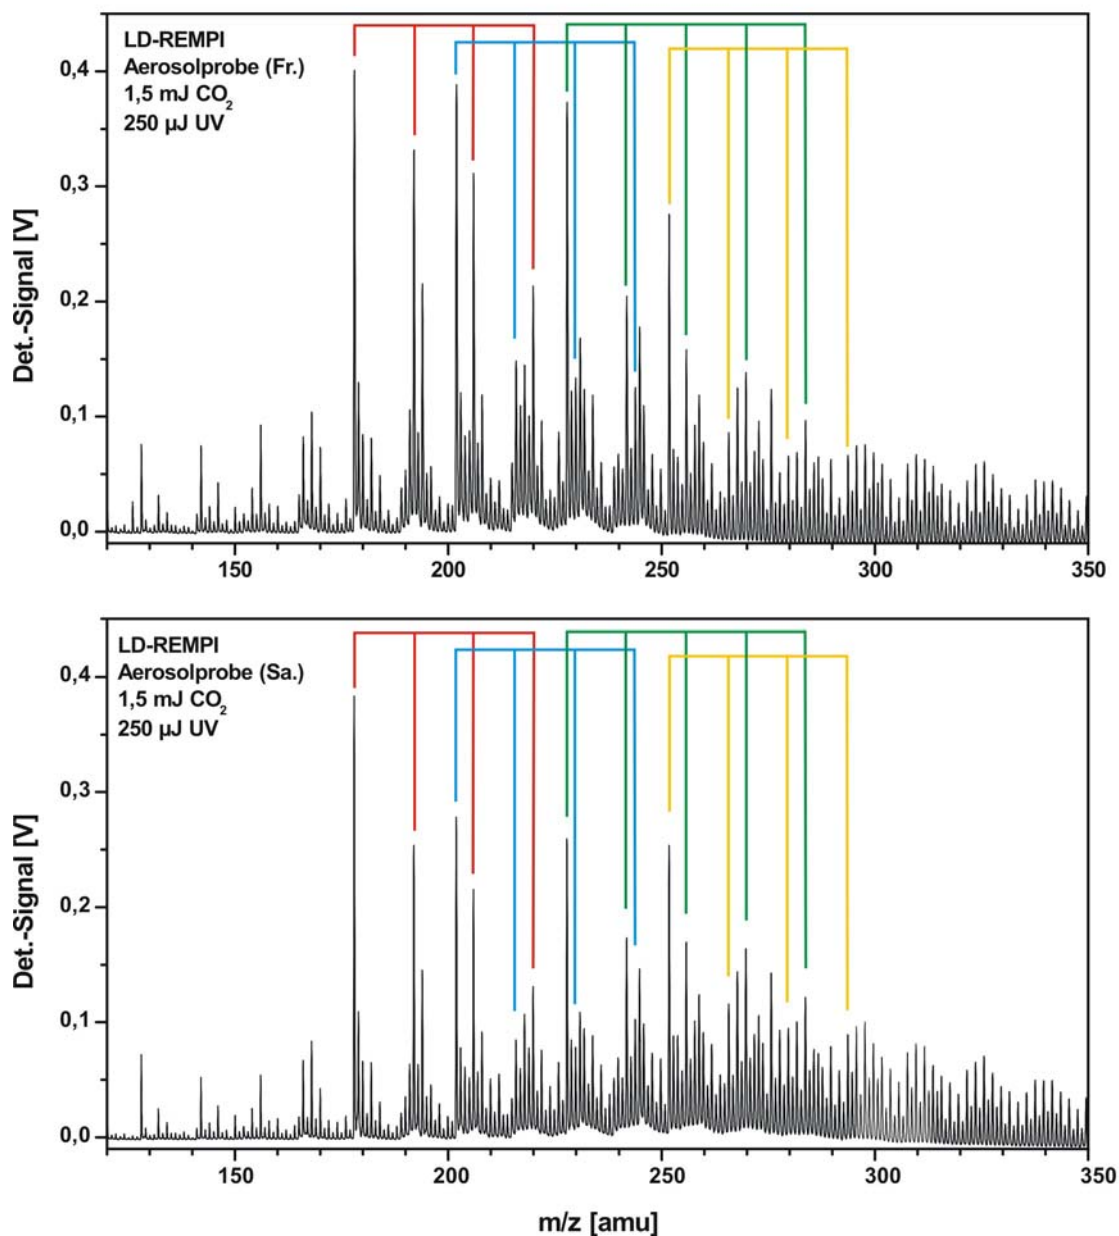 LD-REMPI
Aerosolprobe (Fr.)
1,5 mJ CO₂
250 µJ UV
0,4
0,3
0,2
0,1
0,0
Det.-Signal [V]
150 200 250 300 350
LD-REMPI
Aerosolprobe (Sa.)
1,5 mJ CO₂
250 µJ UV
0,4
0,3
0,2
0,1
0,0
Det.-Signal [V]
150 200 250 300 350
m/z [amu]